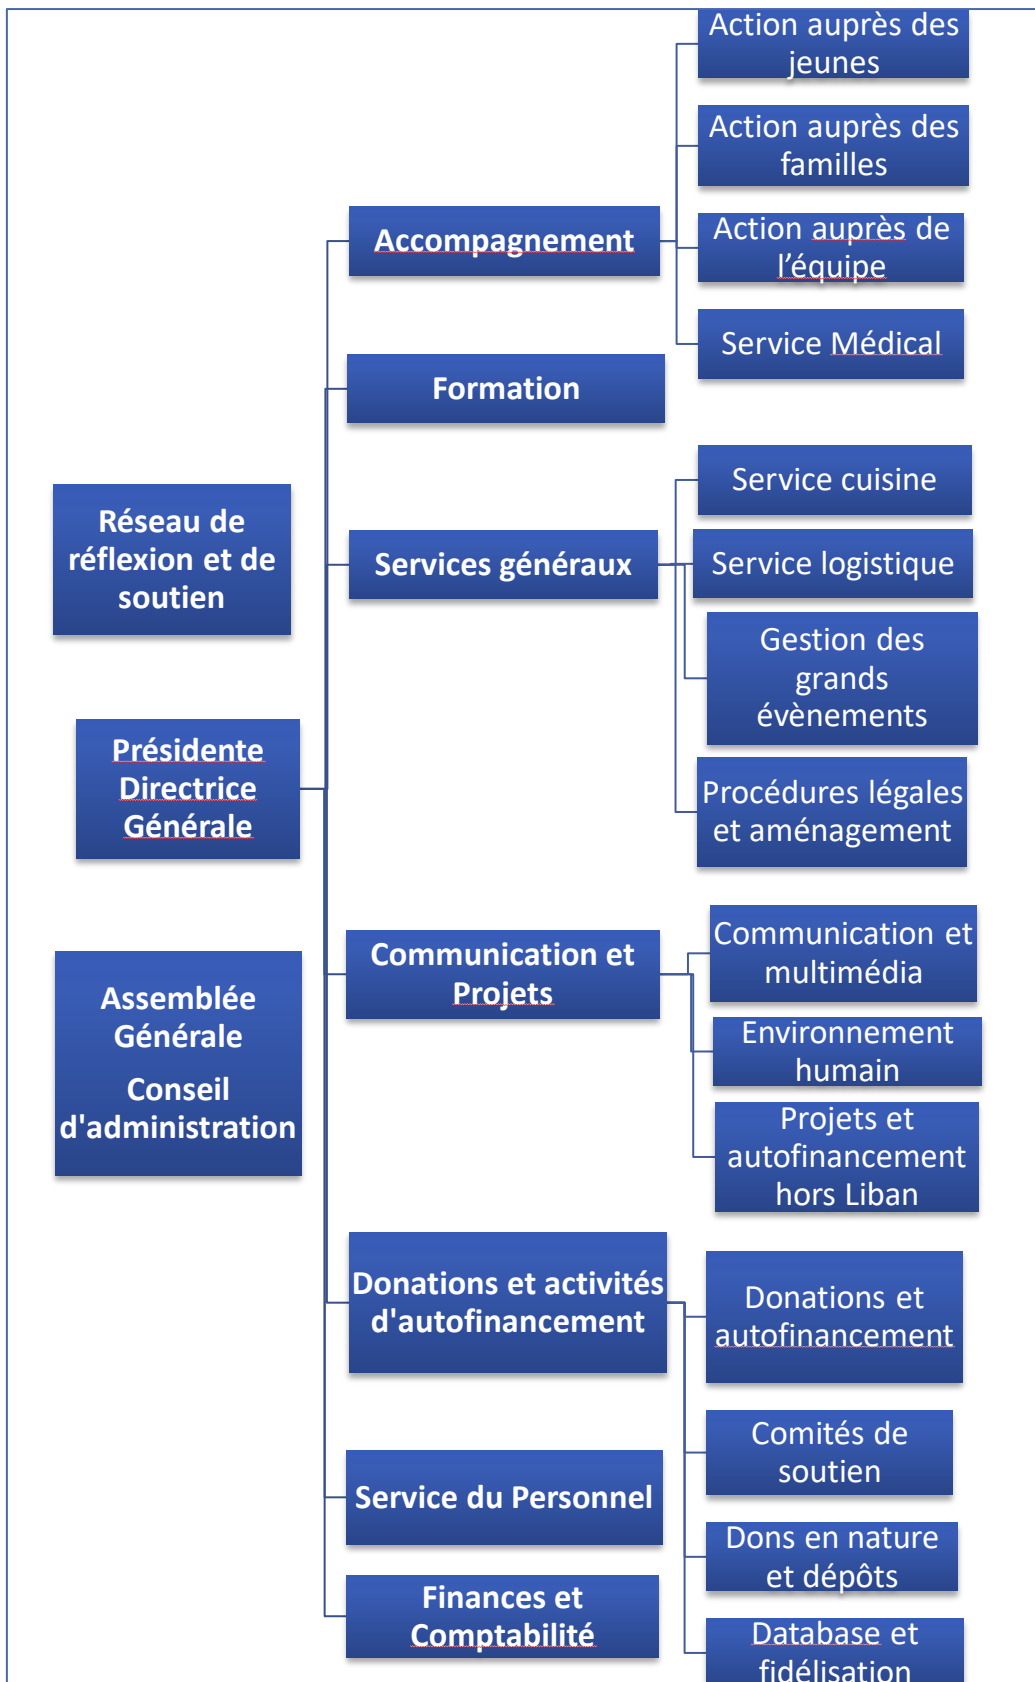 Réseau de
réflexion et de
soutien
Présidente
Directrice
Générale
Assemblée
Générale
Conseil
d'administration
Accompagnement
Action auprès des
jeunes
Action auprès des
familles
Action auprès de
l’équipe
Service Médical
Formation
Services généraux
Service cuisine
Service logistique
Gestion des
grands
évènements
Procédures légales
et aménagement
Communication et
Projets
Communication et
multimédia
Environnement
humain
Projets et
autofinancement
hors Liban
Donations et activités
d'autofinancement
Donations et
autofinancement
Comités de
soutien
Dons en nature
et dépôts
Database et
fidélisation
Service du Personnel
Finances et
Comptabilité